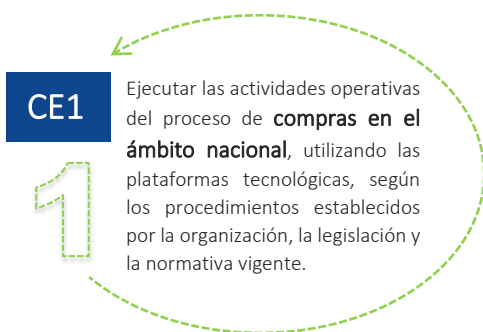 CE1
1
Ejecutar las actividades operativas
del proceso de compras en el
ámbito nacional, utilizando las
plataformas tecnológicas, según
los procedimientos establecidos
por la organización, la legislación y
la normativa vigente.